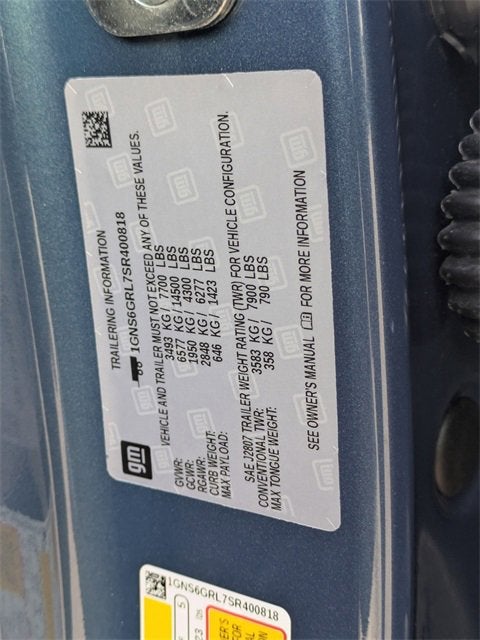 gm
TRAILERING INFORMATION
1GNS6GRL7SR400818
VEHICLE AND TRAILER MUST NOT EXCEED ANY OF THESE VALUES.
GVWR: 3493 KG / 7700 LBS
GCWR: 6577 KG / 14500 LBS
RGAWR: 1950 KG / 4300 LBS
CURB WEIGHT: 2848 KG / 6277 LBS
MAX PAYLOAD: 646 KG / 1423 LBS
SAE J2807 TRAILER WEIGHT RATING (TWR) FOR VEHICLE CONFIGURATION.
CONVENTIONAL TWR: 3583 KG / 7900 LBS
MAX TONGUE WEIGHT: 358 KG / 790 LBS
SEE OWNER'S MANUAL FOR MORE INFORMATION
1GNS6GRL7SR400818